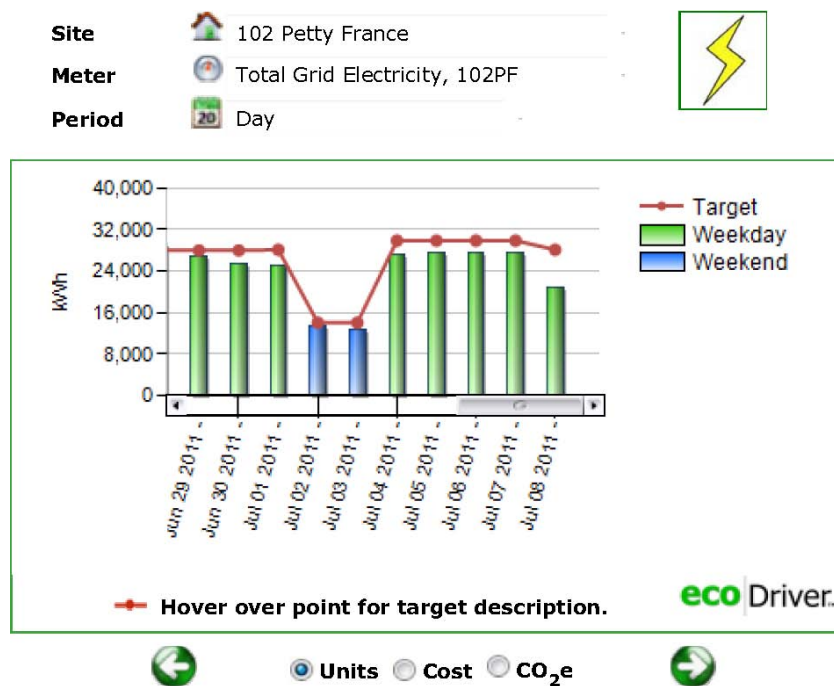 Site 102 Petty France
Meter Total Grid Electricity, 102PF
Period 20 Day
40,000
32,000
24,000
16,000
8,000
0
kWh
Target
Weekday
Weekend
Jun 29 2011 -
Jun 30 2011 -
Jul 01 2011 -
Jul 02 2011 -
Jul 03 2011 -
Jul 04 2011 -
Jul 05 2011 -
Jul 06 2011 -
Jul 07 2011 -
Jul 08 2011 -
Hover over point for target description.
eco Driver
Units Cost CO₂e